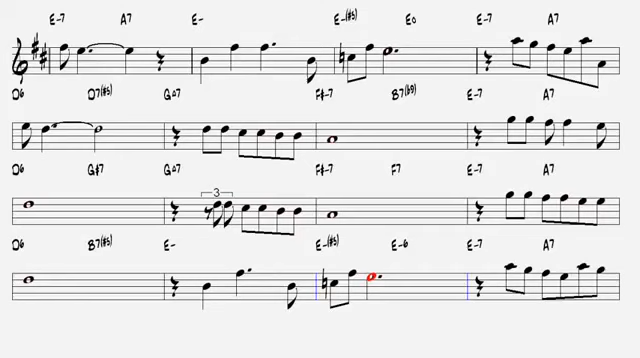 E-7 A7 E- E-(#5) E° E-7 A7
D6 D7(#5) G△7 F#-7 B7(b9) E-7 A7
D6 G#7 G△7 F#-7 F7 E-7 A7
3
D6 B7(#5) E- E-(#5) E-6 E-7 A7